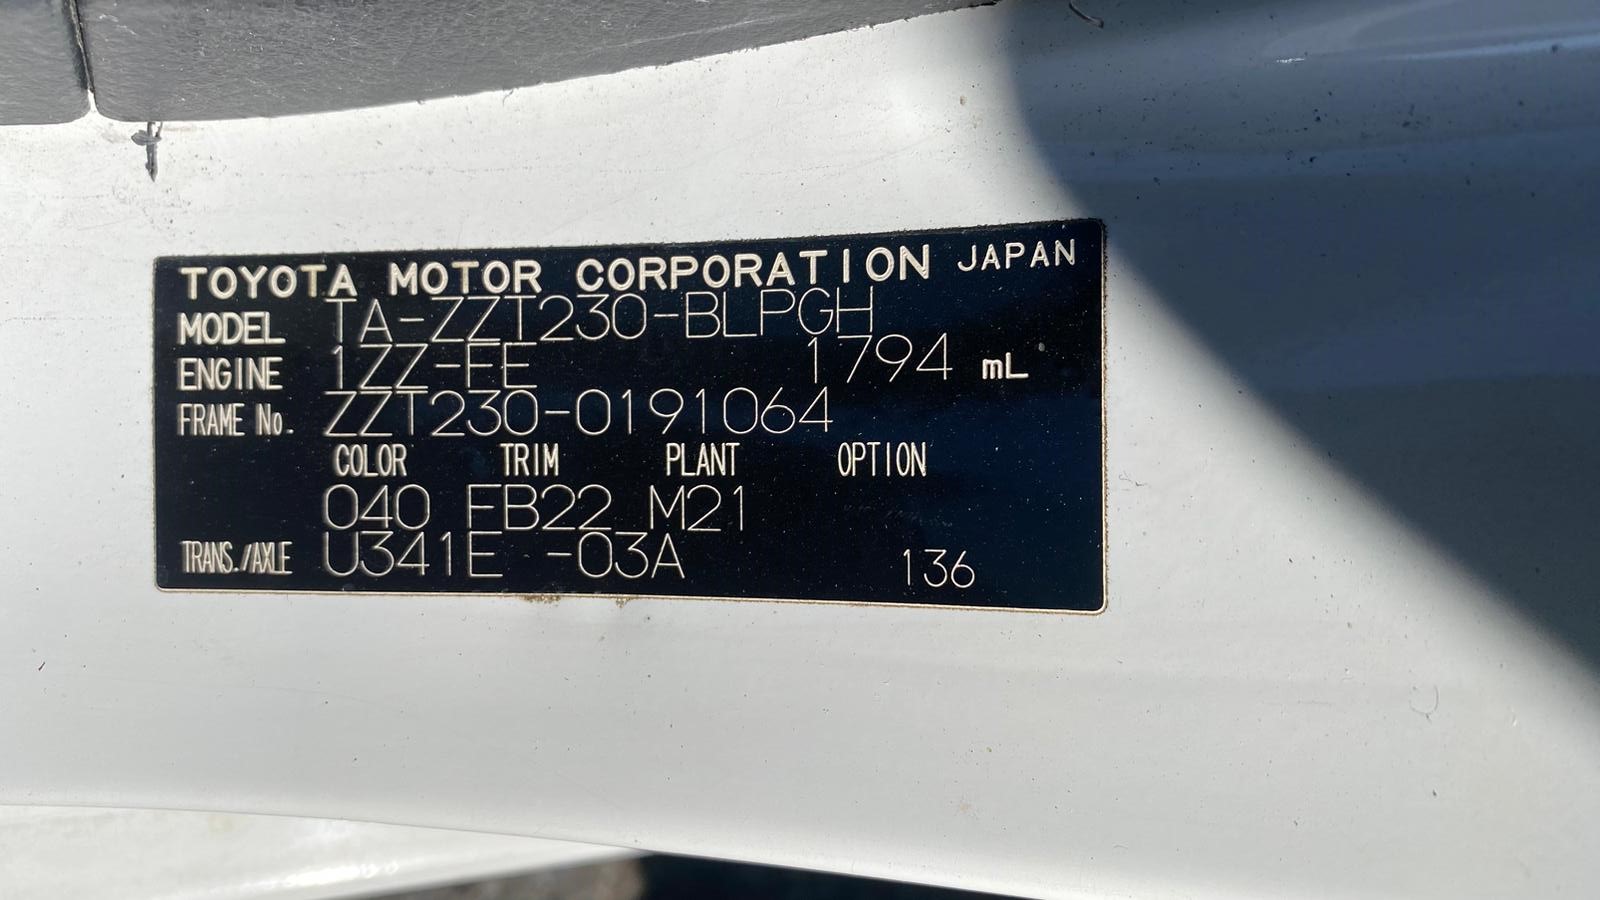 TOYOTA MOTOR CORPORATION JAPAN
MODEL TA-ZZT230-BLPGH
ENGINE 1ZZ-FE 1794 mL
FRAME No. ZZT230-0191064
COLOR TRIM PLANT OPTION
040 FB22 M21
TRANS./AXLE U341E -03A 136